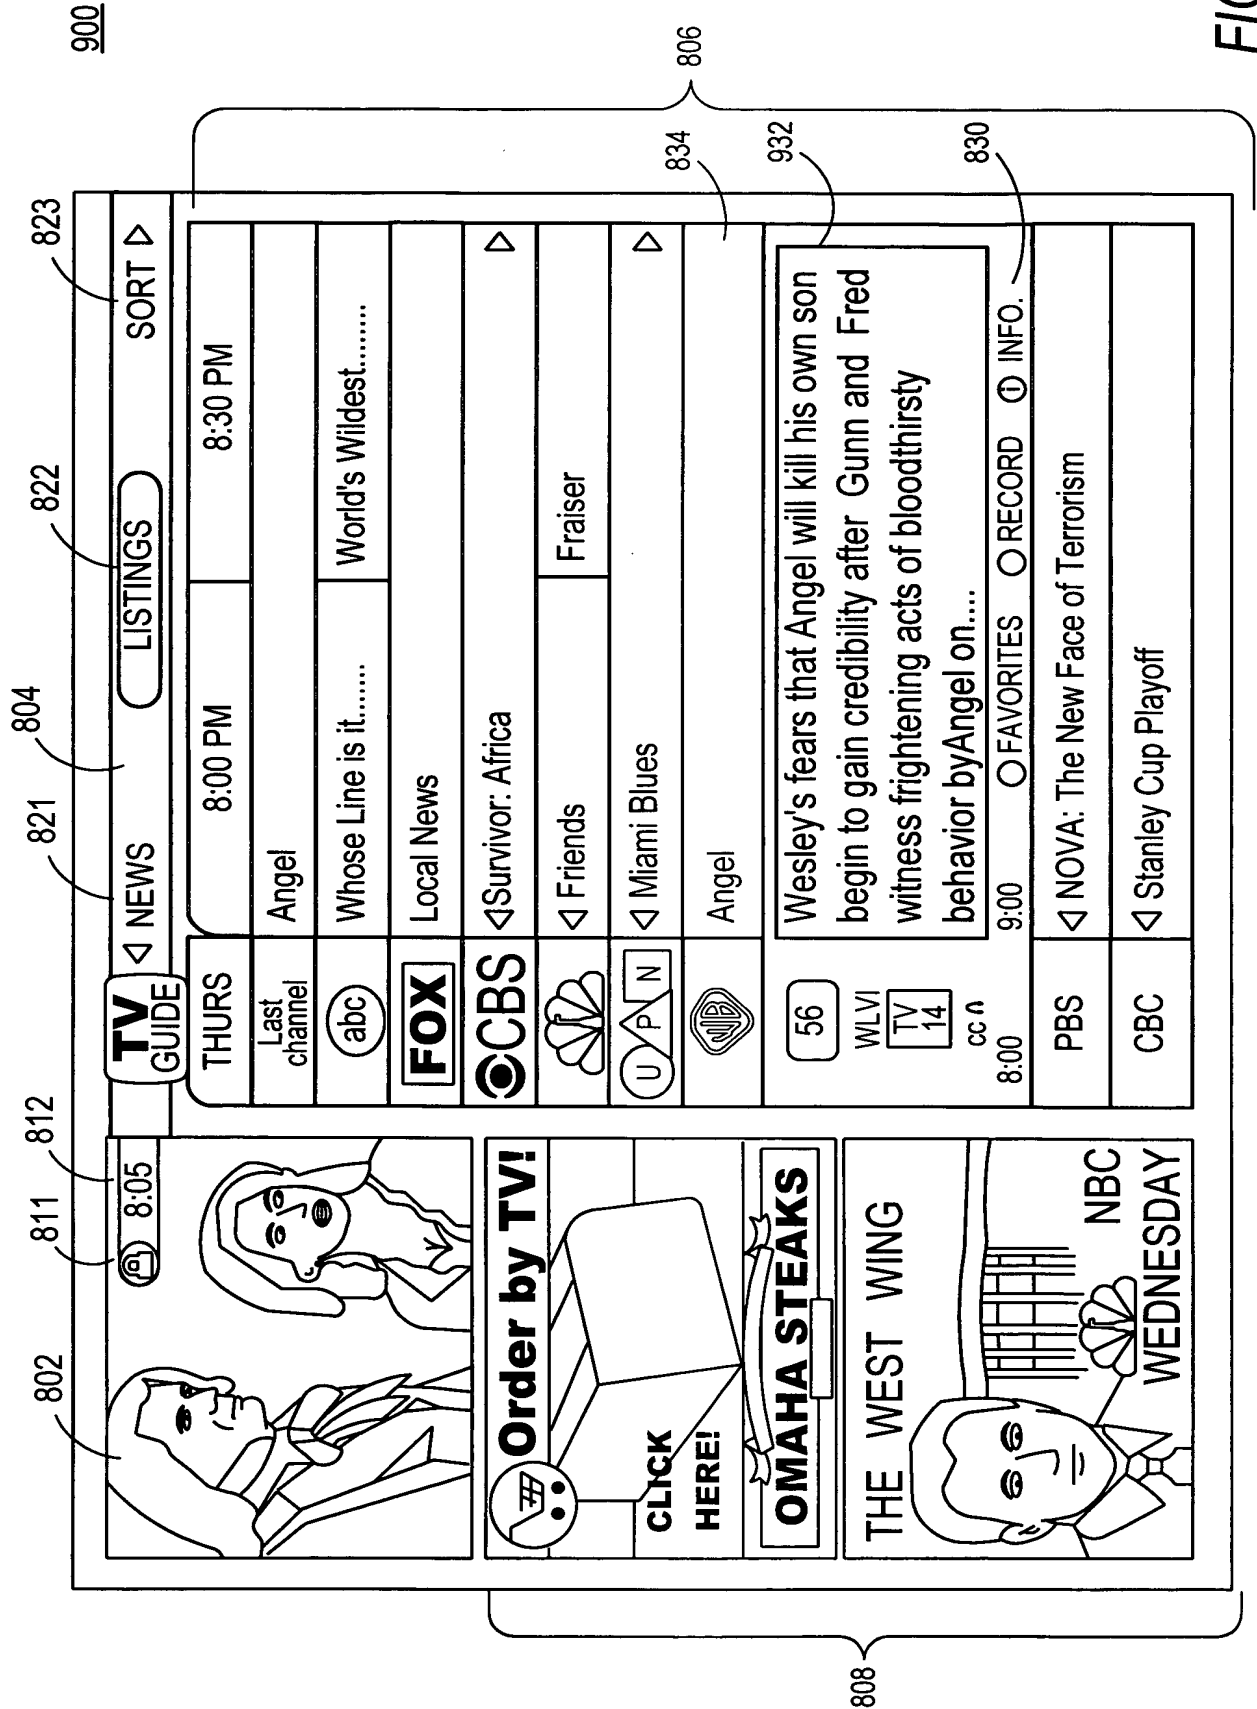 900
821
804
822
823
811
812
802
TV
GUIDE
◁ NEWS
LISTINGS
SORT ▷
8:05
THURS
8:00 PM
8:30 PM
Last
channel
Angel
abc
Whose Line is it.......
World's Wildest........
FOX
Local News
CBS
◁Survivor: Africa ▷
◁ Friends
Fraiser
U P N
◁ Miami Blues ▷
WB
Angel
56
WLVI
TV
14
cc
8:00
9:00
Wesley's fears that Angel will kill his own son
begin to gain credibility after Gunn and Fred
witness frightening acts of bloodthirsty
behavior byAngel on....
FAVORITES
RECORD
i INFO.
PBS
◁ NOVA: The New Face of Terrorism
CBC
◁ Stanley Cup Playoff
Order by TV!
CLICK
HERE!
OMAHA STEAKS
THE WEST WING
NBC
WEDNESDAY
806
834
932
830
808